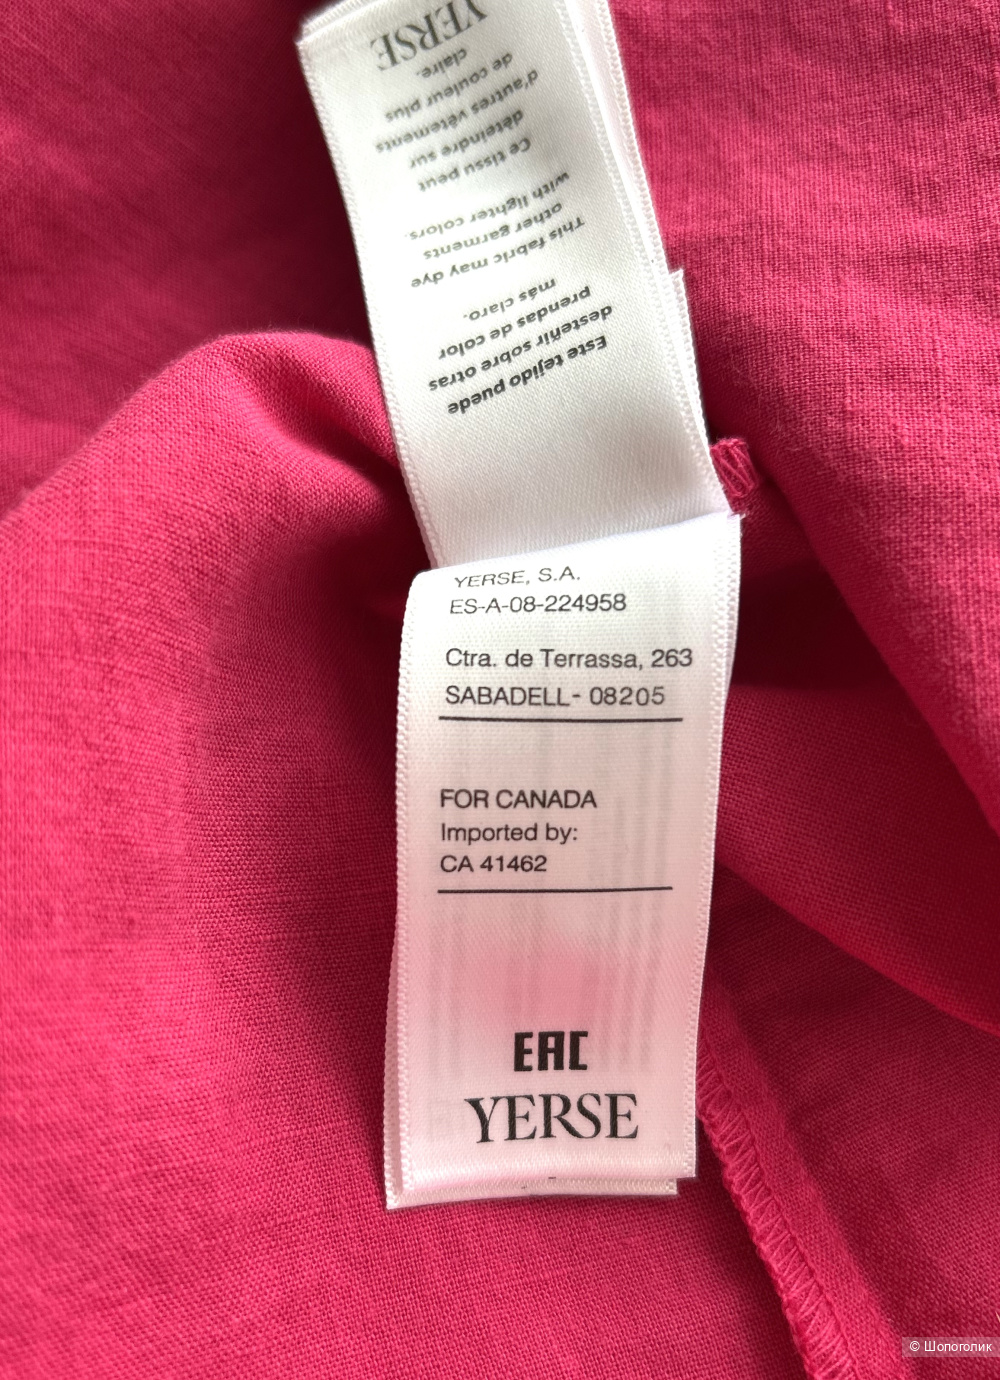 Este tejido puede
desteñir sobre otras
prendas de color
más claro.
This fabric may dye
other garments
with lighter colors.
Ce tissu peut
déteindre sur
d'autres vêtements
de couleur plus
claire.
YERSE
YERSE, S.A.
ES-A-08-224958
Ctra. de Terrassa, 263
SABADELL- 08205
FOR CANADA
Imported by:
CA 41462
EAC
YERSE
© Шопоголик